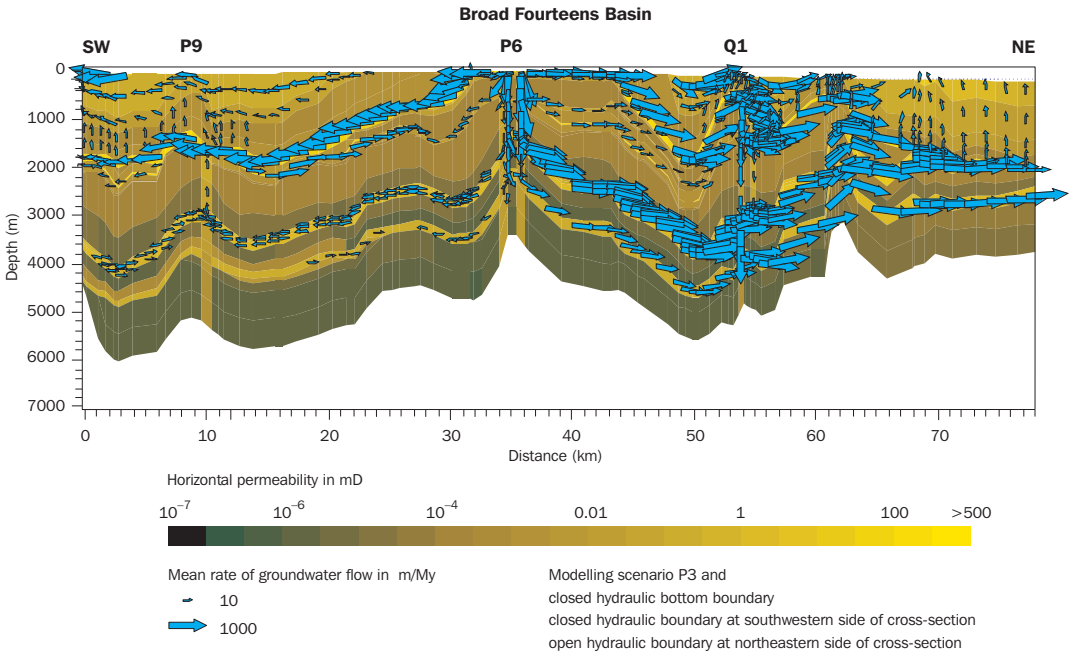 Broad Fourteens Basin
SW P9 P6 Q1 NE
0
1000
2000
3000
4000
5000
6000
7000
Depth (m)
0 10 20 30 40 50 60 70
Distance (km)
Horizontal permeability in mD
10⁻⁷ 10⁻⁶ 10⁻⁴ 0.01 1 100 >500
Mean rate of groundwater flow in m/My
10
1000
Modelling scenario P3 and
closed hydraulic bottom boundary
closed hydraulic boundary at southwestern side of cross-section
open hydraulic boundary at northeastern side of cross-section